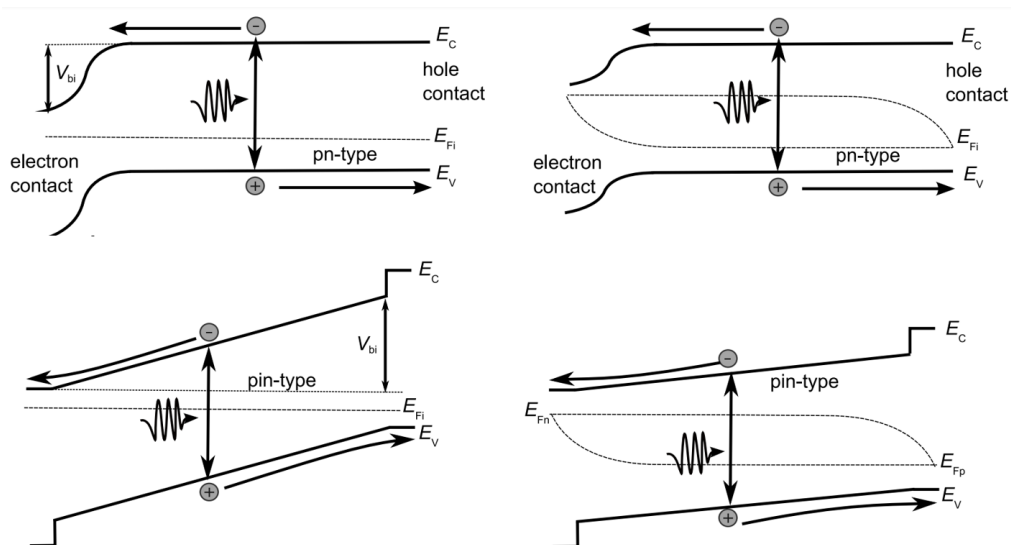 −
E_C
V_bi
hole
contact
E_Fi
pn-type
electron
contact
E_V
+
−
E_C
hole
contact
E_Fi
pn-type
electron
contact
E_V
+
E_C
−
V_bi
pin-type
E_Fi
E_V
+
E_C
−
pin-type
E_Fn
E_Fp
E_V
+